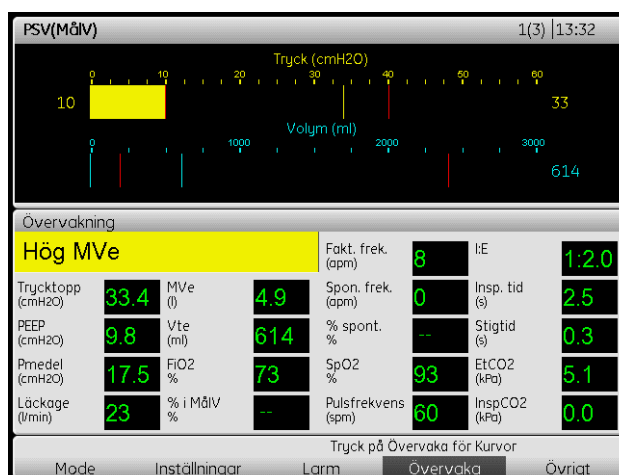 PSV(MålV) 1(3) 13:32
Tryck (cmH2O)
0 10 20 30 40 50 60
10 33
Volym (ml)
0 1000 2000 3000
614
Övervakning
Hög MVe
Fakt. frek. (apm) 8 I:E 1:2.0
Trycktopp (cmH2O) 33.4 MVe (l) 4.9 Spon. frek. (apm) 0 Insp. tid (s) 2.5
PEEP (cmH2O) 9.8 Vte (ml) 614 % spont. % -- Stigtid (s) 0.3
Pmedel (cmH2O) 17.5 FiO2 % 73 SpO2 % 93 EtCO2 (kPa) 5.1
Läckage (l/min) 23 % i MålV % -- Pulsfrekvens (spm) 60 InspCO2 (kPa) 0.0
Tryck på Övervaka för Kurvor
Mode Inställningar Larm Övervaka Övrigt